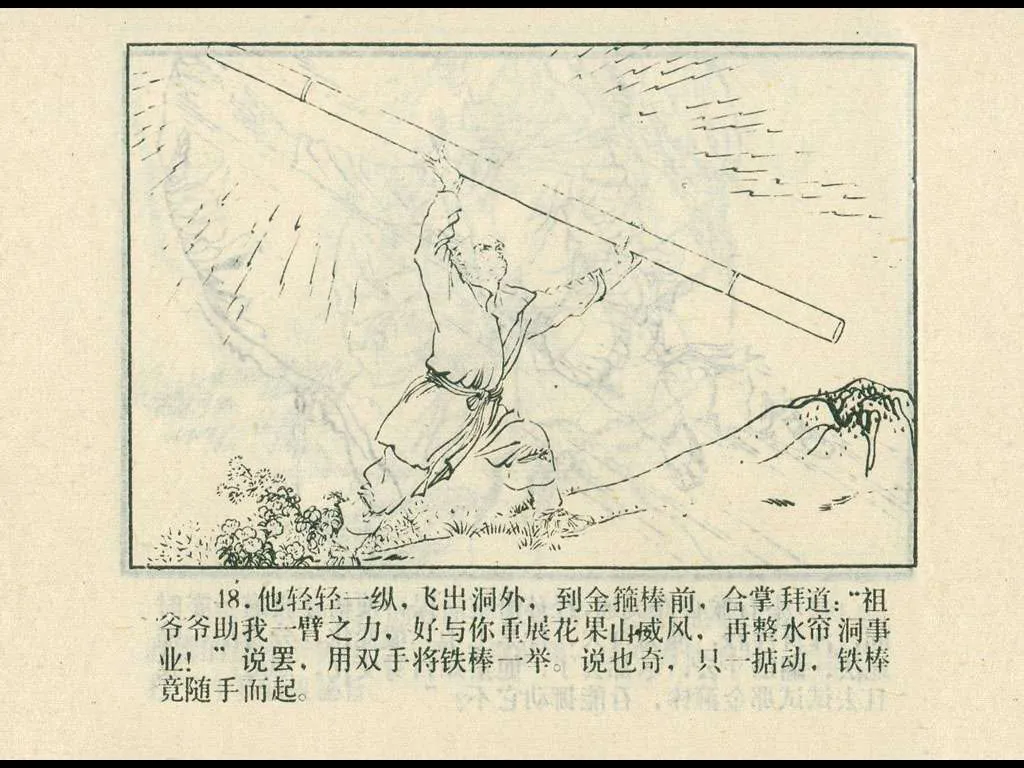 18.他轻轻一纵,飞出洞外,到金箍棒前,合掌拜道:“祖
爷爷助我一臂之力,好与你重展花果山威风,再整水帘洞事
业!”说罢,用双手将铁棒一举。说也奇,只一掂动,铁棒
竟随手而起。